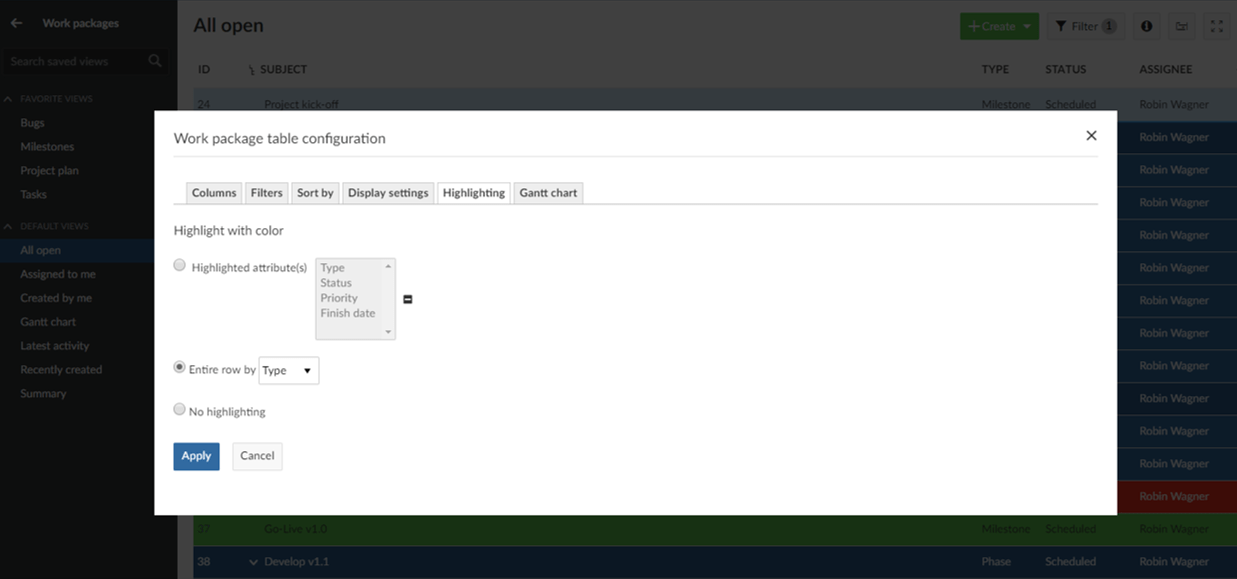 Work packages
Search saved views
FAVORITE VIEWS
Bugs
Milestones
Project plan
Tasks
DEFAULT VIEWS
All open
Assigned to me
Created by me
Gantt chart
Latest activity
Recently created
Summary
All open
+ Create
Filter 1
ID SUBJECT TYPE STATUS ASSIGNEE
24 Project kick-off Milestone Scheduled Robin Wagner
Robin Wagner
Robin Wagner
Robin Wagner
Robin Wagner
Robin Wagner
Robin Wagner
Robin Wagner
Robin Wagner
Robin Wagner
Robin Wagner
Robin Wagner
Robin Wagner
37 Go-Live v1.0 Milestone Scheduled Robin Wagner
38 Develop v1.1 Phase Scheduled Robin Wagner
Work package table configuration
Columns Filters Sort by Display settings Highlighting Gantt chart
Highlight with color
Highlighted attribute(s)
Type
Status
Priority
Finish date
Entire row by Type
No highlighting
Apply Cancel